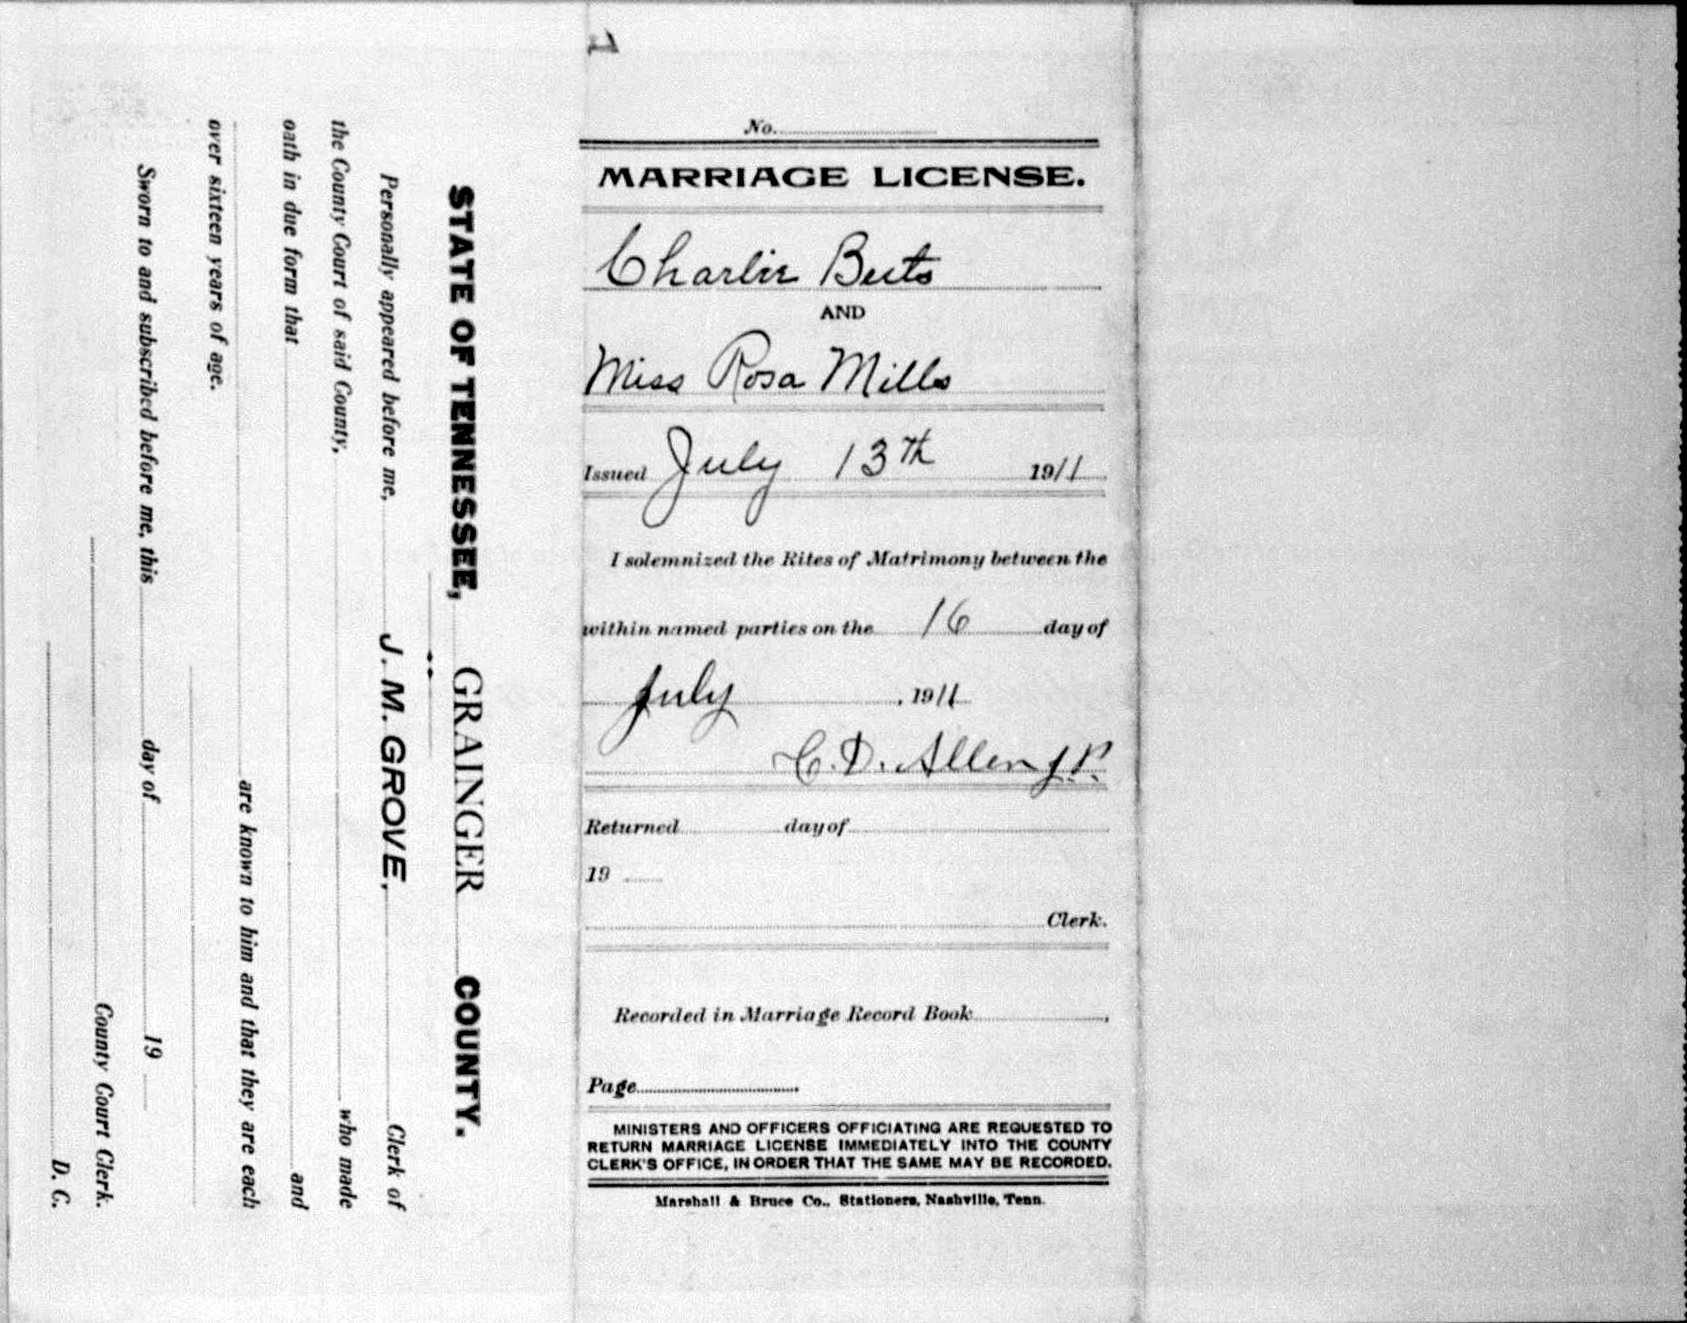 STATE OF TENNESSEE, GRAINGER COUNTY.
Personally appeared before me, J. M. GROVE, Clerk of
the County Court of said County, who made
oath in due form that and
are known to him and that they are each
over sixteen years of age.
Sworn to and subscribed before me, this day of 19
County Court Clerk.
D. C.
No.
MARRIAGE LICENSE.
Charlie Buts
AND
Miss Rosa Mills
Issued July 13th 1911
I solemnized the Rites of Matrimony between the
within named parties on the 16 day of
July, 1911
C. D. Allen J.P.
Returned day of
19
Clerk.
Recorded in Marriage Record Book,
Page.
MINISTERS AND OFFICERS OFFICIATING ARE REQUESTED TO
RETURN MARRIAGE LICENSE IMMEDIATELY INTO THE COUNTY
CLERK'S OFFICE, IN ORDER THAT THE SAME MAY BE RECORDED.
Marshall & Bruce Co., Stationers, Nashville, Tenn.